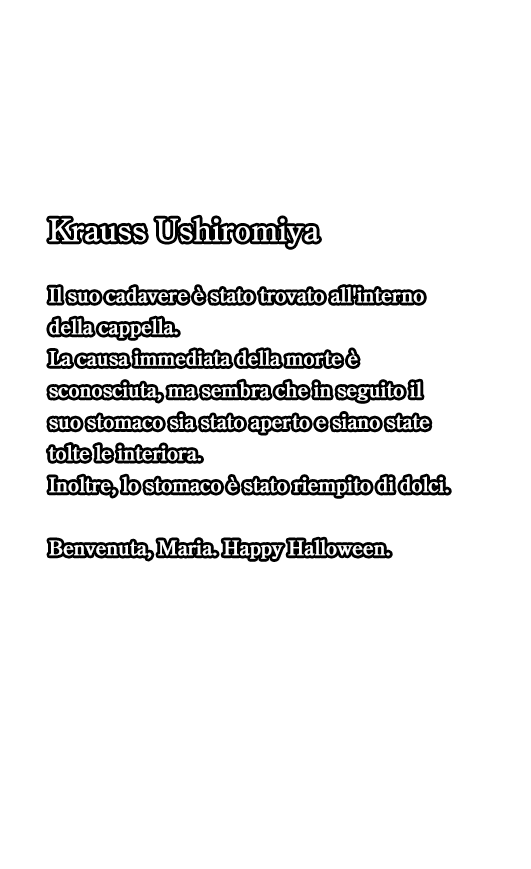 Krauss Ushiromiya
Il suo cadavere è stato trovato all'interno
della cappella.
La causa immediata della morte è
sconosciuta, ma sembra che in seguito il
suo stomaco sia stato aperto e siano state
tolte le interiora.
Inoltre, lo stomaco è stato riempito di dolci.
Benvenuta, Maria. Happy Halloween.